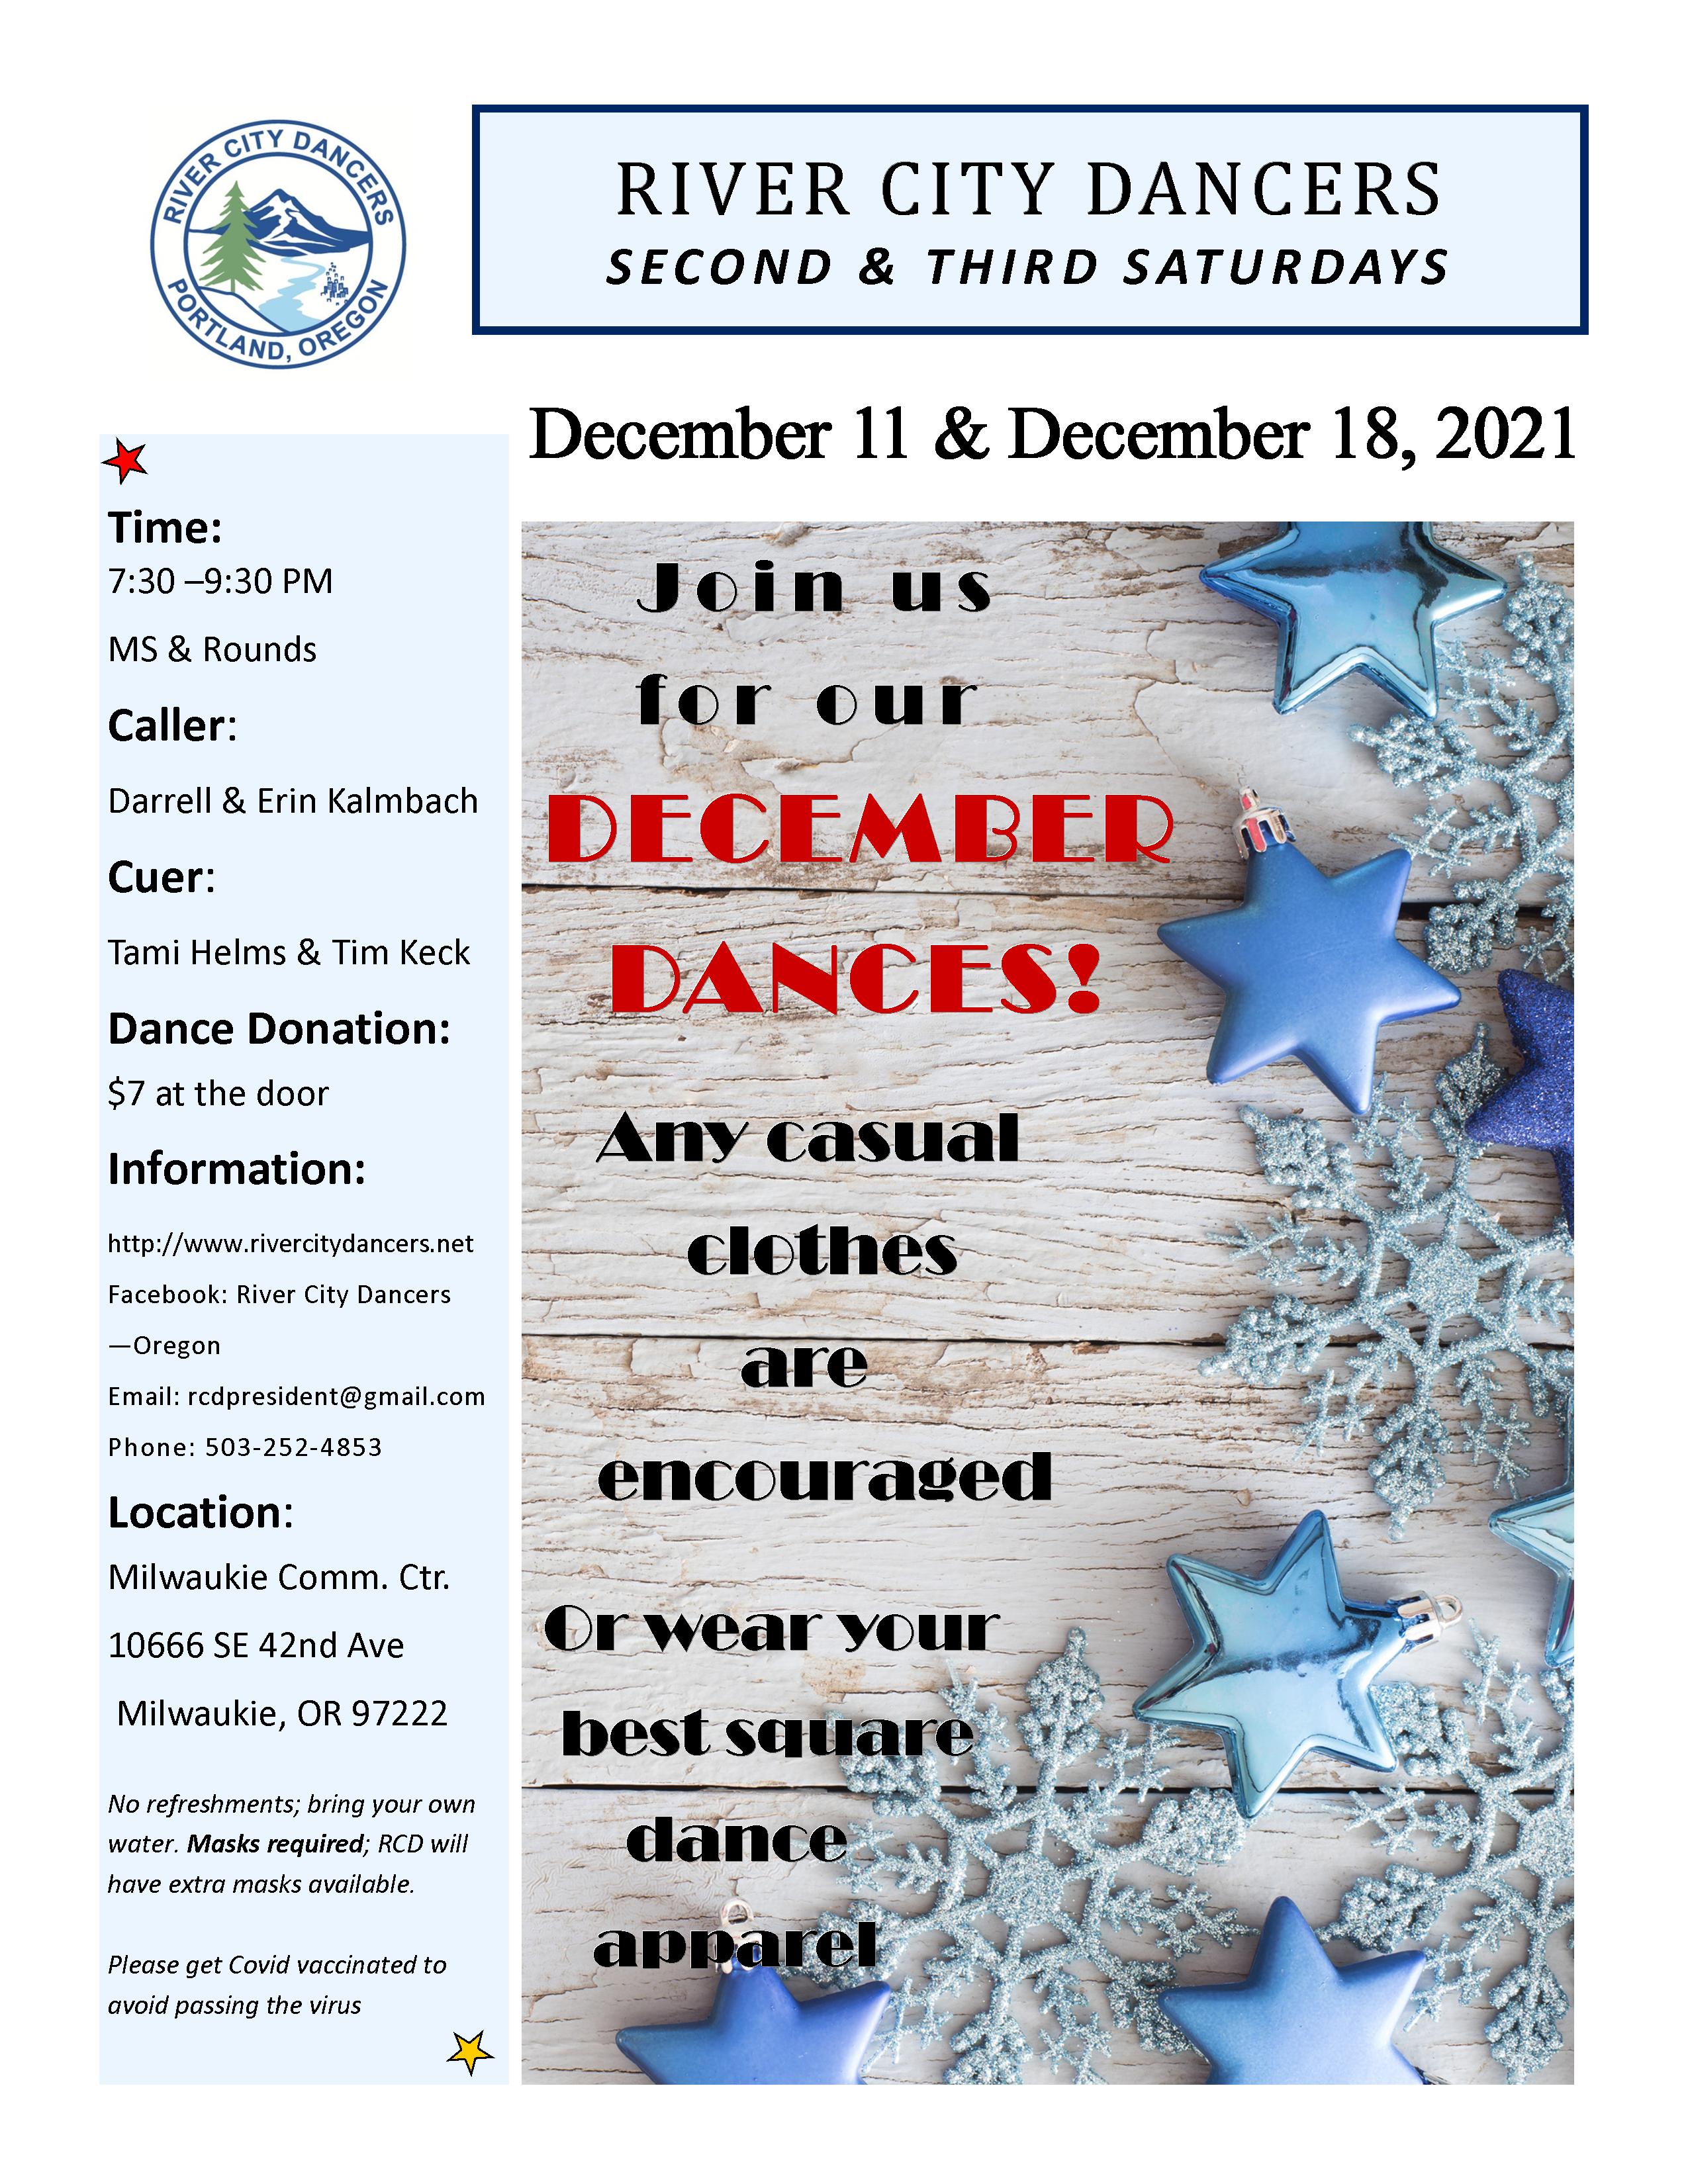 RIVER CITY DANCERS
PORTLAND, OREGON
RIVER CITY DANCERS
SECOND & THIRD SATURDAYS
December 11 & December 18, 2021
Time:
7:30 –9:30 PM
MS & Rounds
Caller:
Darrell & Erin Kalmbach
Cuer:
Tami Helms & Tim Keck
Dance Donation:
$7 at the door
Information:
http://www.rivercitydancers.net
Facebook: River City Dancers
—Oregon
Email: rcdpresident@gmail.com
Phone: 503-252-4853
Location:
Milwaukie Comm. Ctr.
10666 SE 42nd Ave
Milwaukie, OR 97222
No refreshments; bring your own
water. Masks required; RCD will
have extra masks available.
Please get Covid vaccinated to
avoid passing the virus
Join us
for our
DECEMBER
DANCES!
Any casual
clothes
are
encouraged
Or wear your
best square
dance
apparel